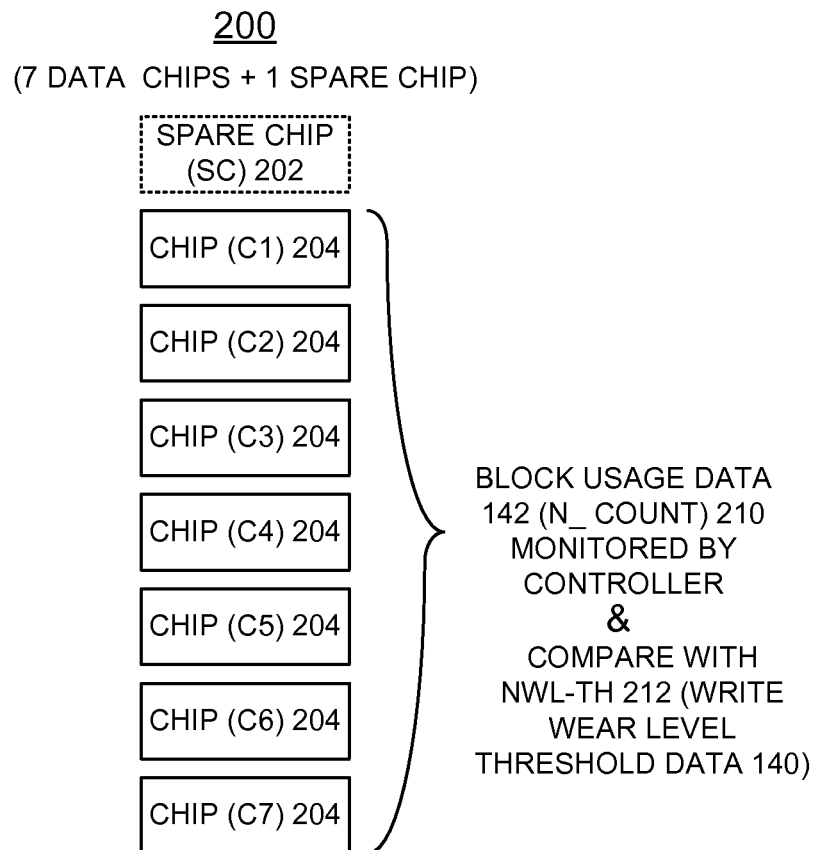 200
(7 DATA CHIPS + 1 SPARE CHIP)
SPARE CHIP
(SC) 202
CHIP (C1) 204
CHIP (C2) 204
CHIP (C3) 204
CHIP (C4) 204
CHIP (C5) 204
CHIP (C6) 204
CHIP (C7) 204
BLOCK USAGE DATA
142 (N_ COUNT) 210
MONITORED BY
CONTROLLER
&
COMPARE WITH
NWL-TH 212 (WRITE
WEAR LEVEL
THRESHOLD DATA 140)